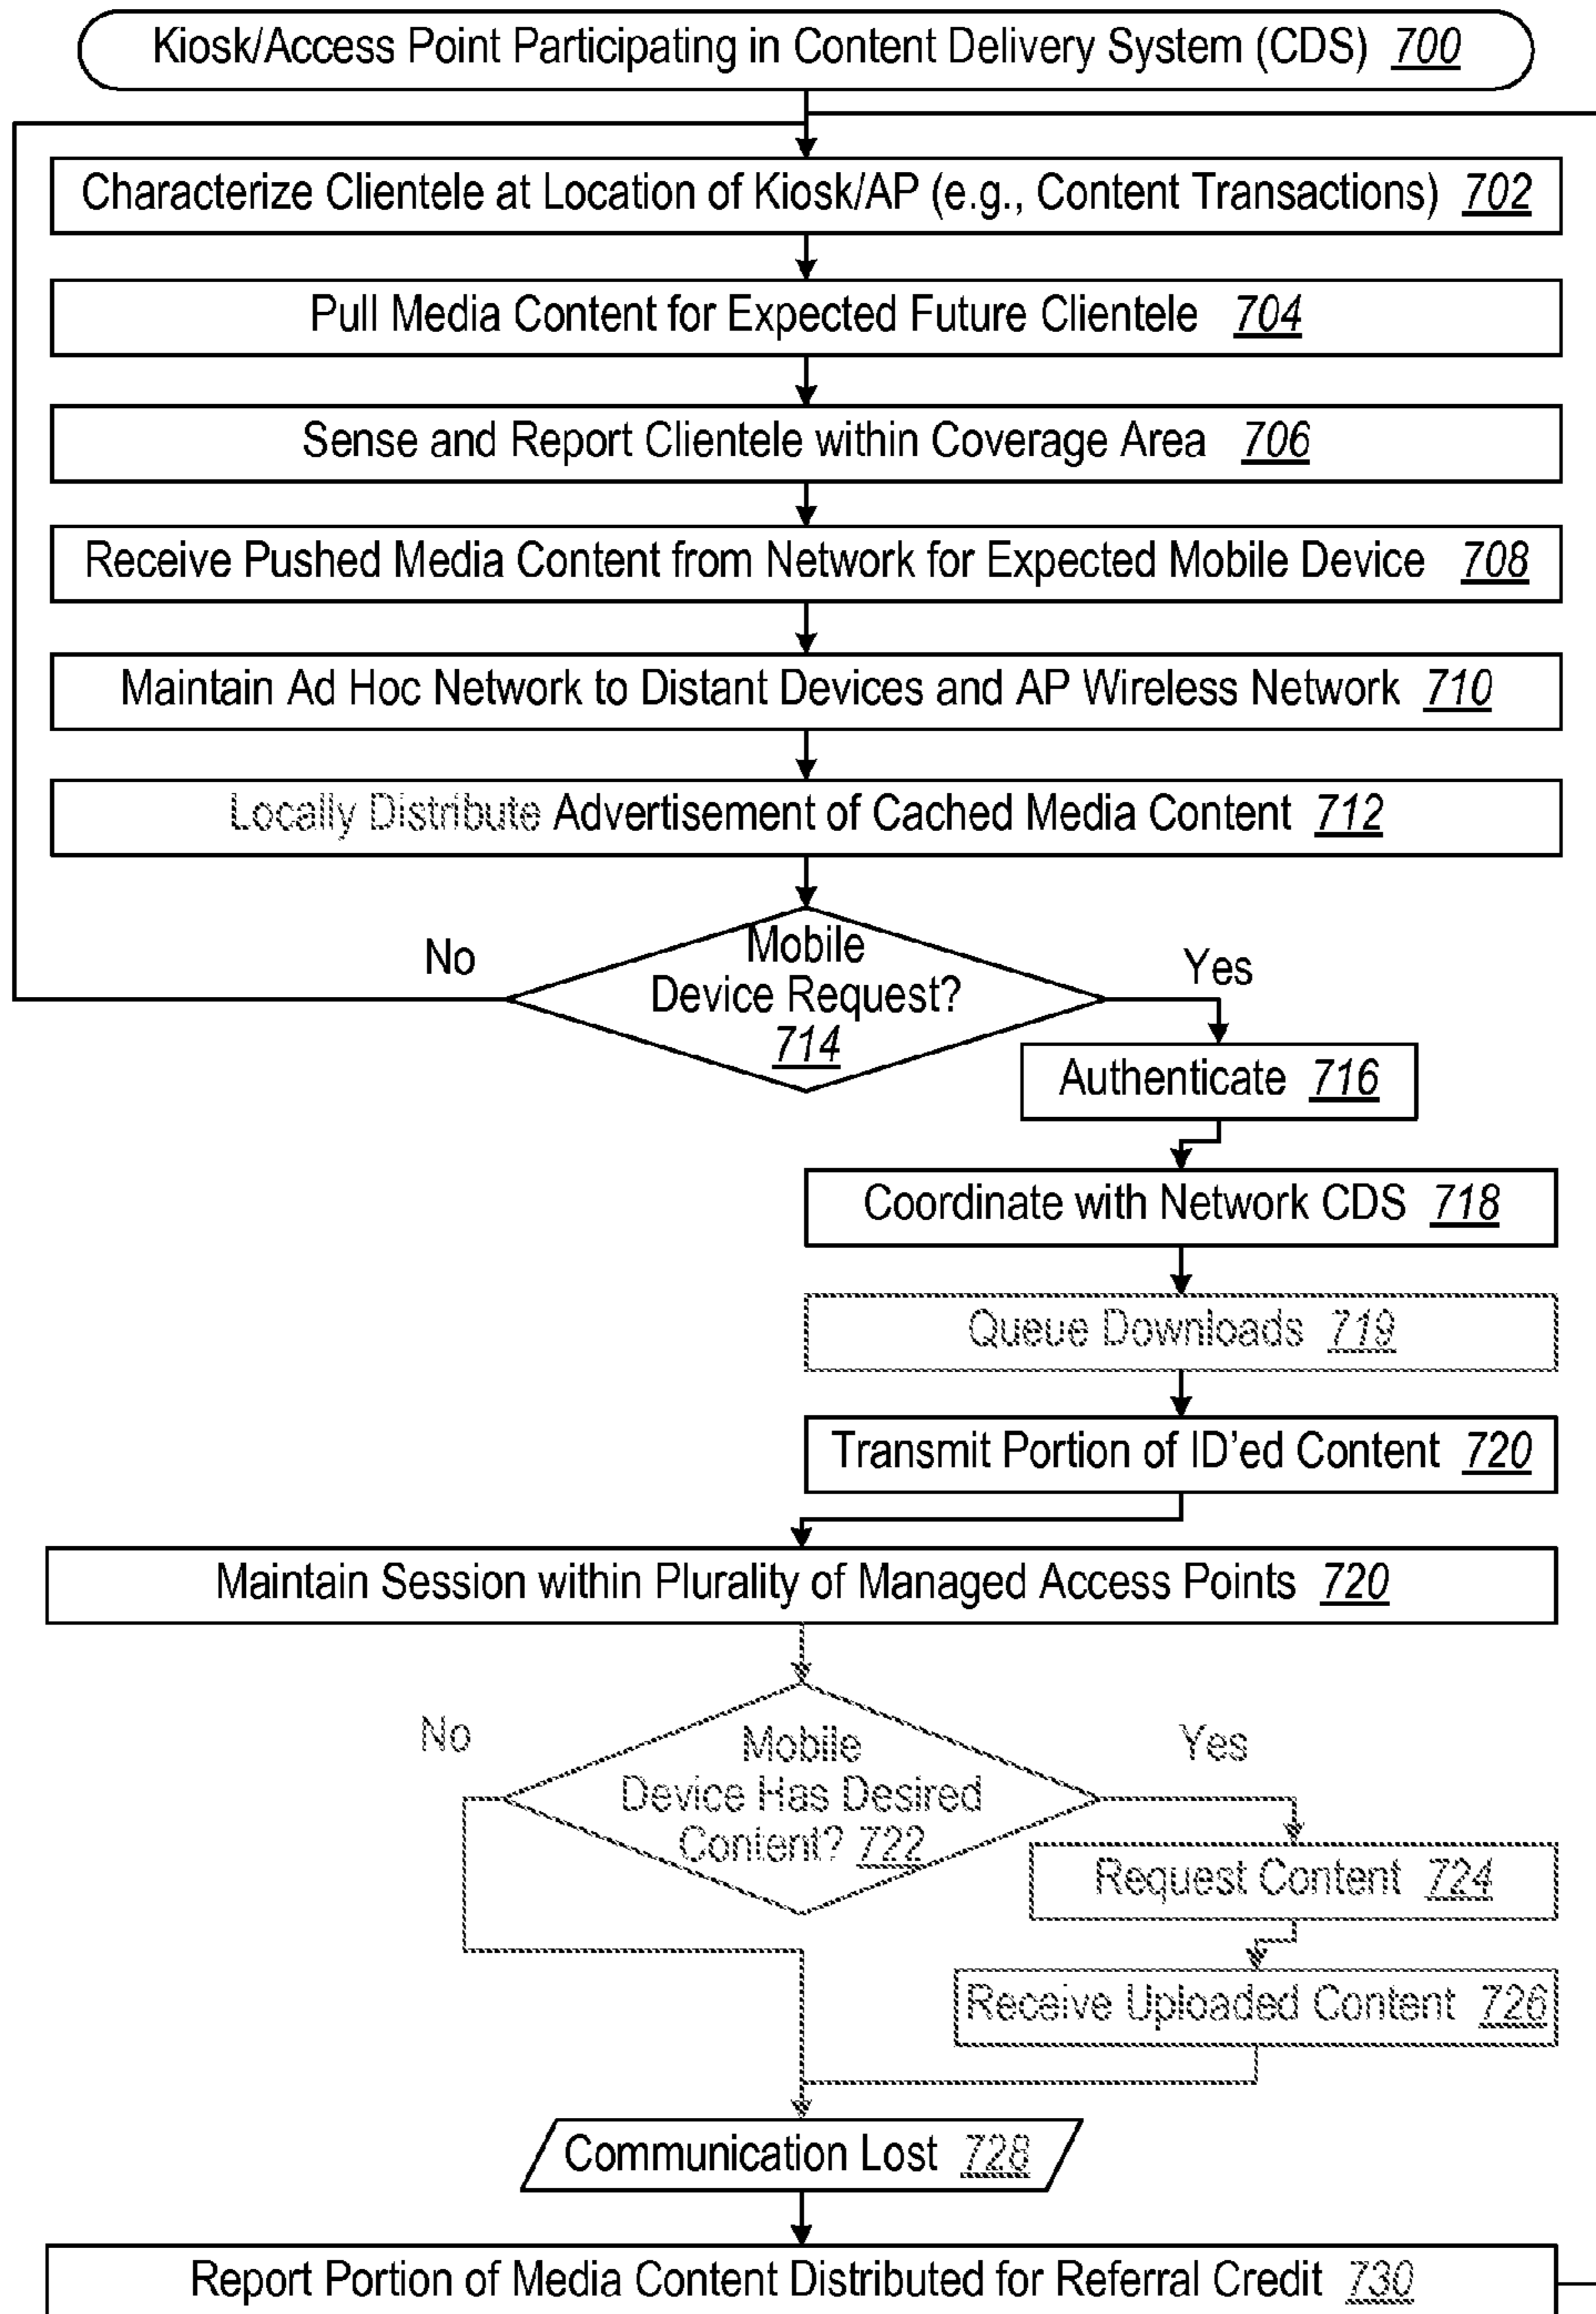 Kiosk/Access Point Participating in Content Delivery System (CDS) 700
Characterize Clientele at Location of Kiosk/AP (e.g., Content Transactions) 702
Pull Media Content for Expected Future Clientele 704
Sense and Report Clientele within Coverage Area 706
Receive Pushed Media Content from Network for Expected Mobile Device 708
Maintain Ad Hoc Network to Distant Devices and AP Wireless Network 710
Locally Distribute Advertisement of Cached Media Content 712
No
Mobile
Device Request?
714
Yes
Authenticate 716
Coordinate with Network CDS 718
Queue Downloads 719
Transmit Portion of ID'ed Content 720
Maintain Session within Plurality of Managed Access Points 720
No
Mobile
Device Has Desired
Content? 722
Yes
Request Content 724
Receive Uploaded Content 726
Communication Lost 728
Report Portion of Media Content Distributed for Referral Credit 730